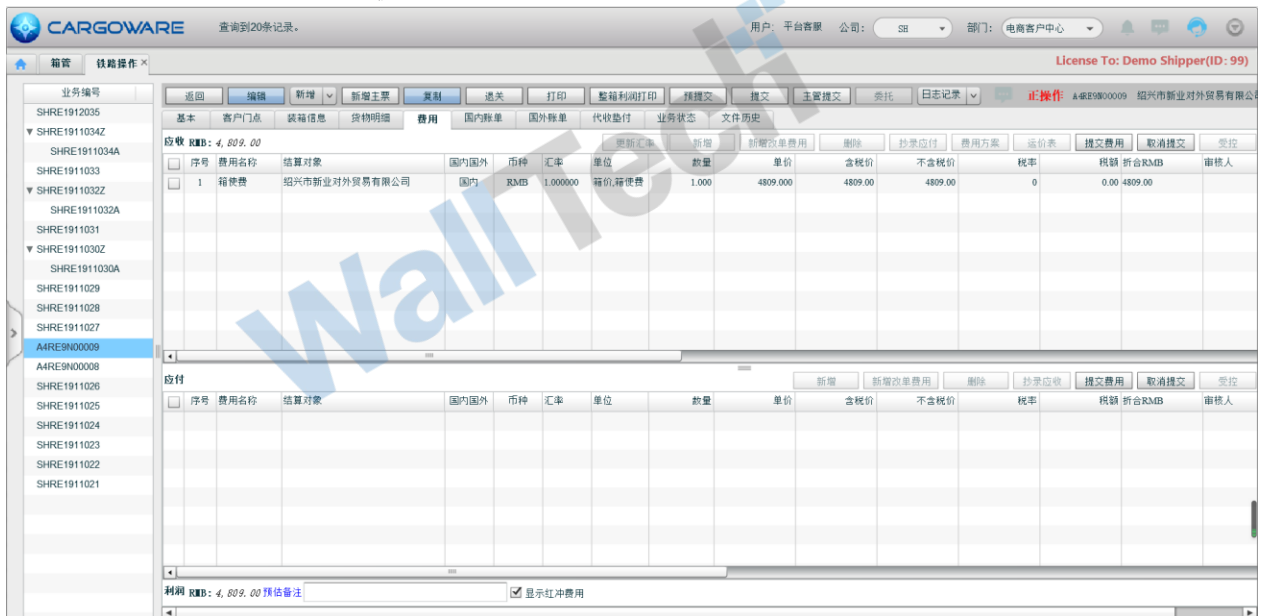 CARGOWARE 查询到20条记录。 用户: 平台客服 公司: SH 部门: 电商客户中心
箱管 铁路操作 × License To: Demo Shipper(ID: 99)
业务编号 返回 编辑 新增 新增主票 复制 退关 打印 整箱利润打印 预提交 提交 主管提交 委托 日志记录 正操作 A4RE9N00009 绍兴市新业对外贸易有限公
SHRE1912035 基本 客户门点 装箱信息 货物明细 费用 国内账单 国外账单 代收垫付 业务状态 文件历史
SHRE1911034Z 应收 RMB: 4, 809. 00 更新汇率 新增 新增改单费用 删除 抄录应付 费用方案 运价表 提交费用 取消提交 受控
SHRE1911034A 序号 费用名称 结算对象 国内国外 币种 汇率 单位 数量 单价 含税价 不含税价 税率 税额 折合RMB 审核人
SHRE1911033 1 箱使费 绍兴市新业对外贸易有限公司 国内 RMB 1.000000 箱价,箱使费 1.000 4809.000 4809.00 4809.00 0 0.00 4809.00
SHRE1911032Z
SHRE1911032A
SHRE1911031
SHRE1911030Z
SHRE1911030A
SHRE1911029
SHRE1911028
SHRE1911027
A4RE9N00009
A4RE9N00008
SHRE1911026 应付 新增 新增改单费用 删除 抄录应收 提交费用 取消提交 受控
SHRE1911025 序号 费用名称 结算对象 国内国外 币种 汇率 单位 数量 单价 含税价 不含税价 税率 税额 折合RMB 审核人
SHRE1911024
SHRE1911023
SHRE1911022
SHRE1911021
利润 RMB: 4, 809. 00 预估备注 显示红冲费用
WallTech